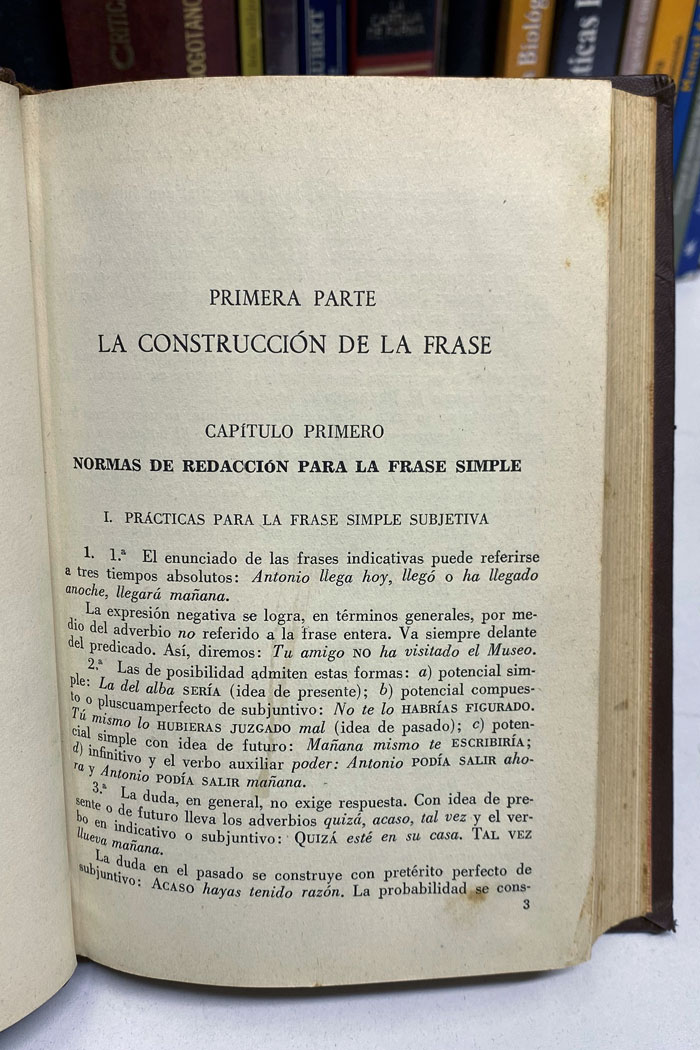 CRITIC
BOGOTANO
UBERT
LA
Biológ
ticas
PRIMERA PARTE
LA CONSTRUCCIÓN DE LA FRASE
CAPÍTULO PRIMERO
NORMAS DE REDACCIÓN PARA LA FRASE SIMPLE
I. PRÁCTICAS PARA LA FRASE SIMPLE SUBJETIVA
1. 1.ª El enunciado de las frases indicativas puede referirse
a tres tiempos absolutos: Antonio llega hoy, llegó o ha llegado
anoche, llegará mañana.
La expresión negativa se logra, en términos generales, por me-
dio del adverbio no referido a la frase entera. Va siempre delante
del predicado. Así, diremos: Tu amigo NO ha visitado el Museo.
2.ª Las de posibilidad admiten estas formas: a) potencial sim-
ple: La del alba SERÍA (idea de presente); b) potencial compues-
to o pluscuamperfecto de subjuntivo: No te lo HABRÍAS FIGURADO.
Tú mismo lo HUBIERAS JUZGADO mal (idea de pasado); c) poten-
cial simple con idea de futuro: Mañana mismo te ESCRIBIRÍA;
d) infinitivo y el verbo auxiliar poder: Antonio PODÍA SALIR aho-
ra y Antonio PODÍA SALIR mañana.
3.ª La duda, en general, no exige respuesta. Con idea de pre-
sente o de futuro lleva los adverbios quizá, acaso, tal vez y el ver-
bo en indicativo o subjuntivo: QUIZÁ esté en su casa. TAL VEZ
llueva mañana.
La duda en el pasado se construye con pretérito perfecto de
subjuntivo: ACASO hayas tenido razón. La probabilidad se cons-
3